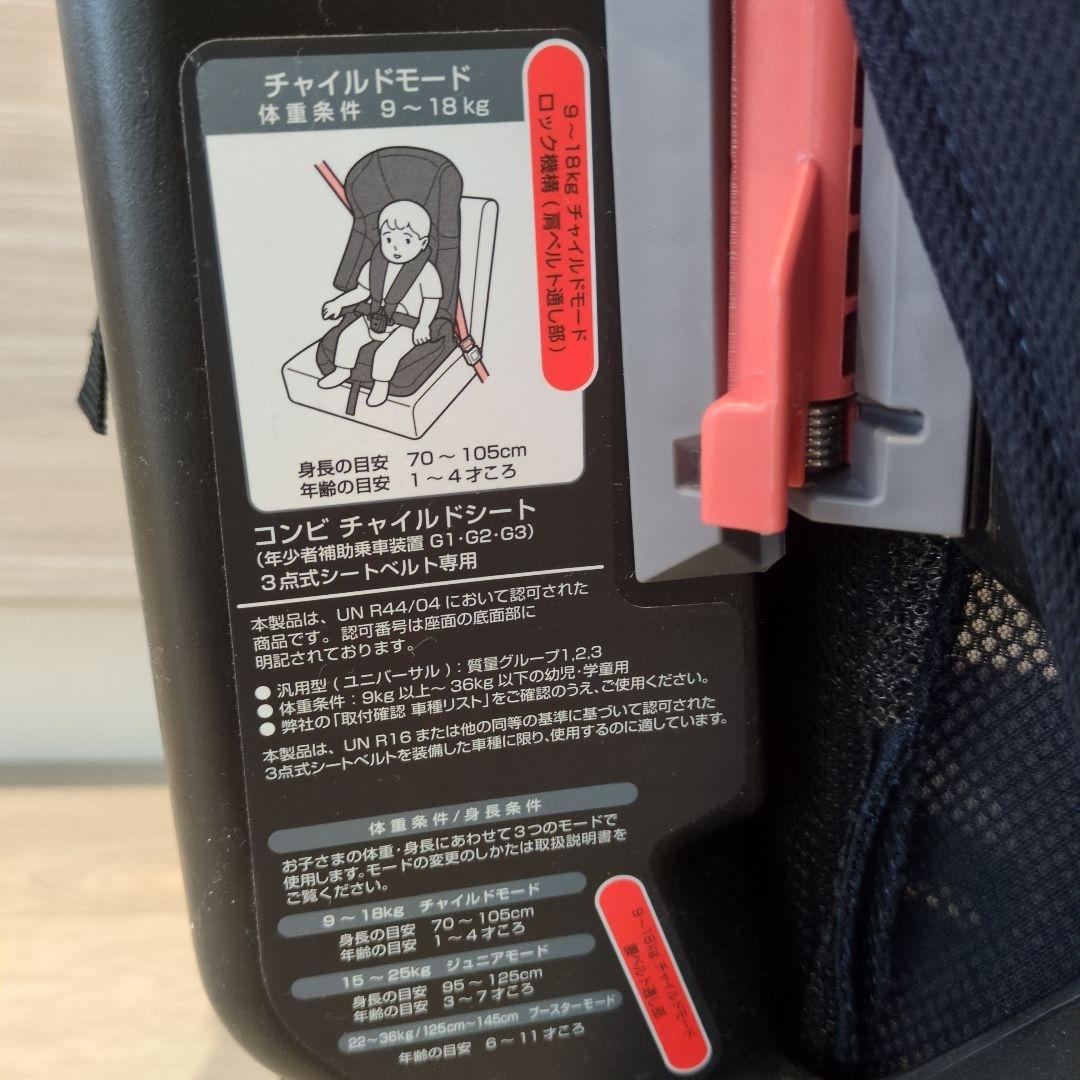 チャイルドモード
体重条件 9～18kg
9～18kg チャイルドモード
ロック機構(肩ベルト通し部)
身長の目安 70～105cm
年齢の目安 1～4才ころ
コンビ チャイルドシート
(年少者補助乗車装置 G1・G2・G3)
3点式シートベルト専用
本製品は、UN R44/04 において認可された
商品です。認可番号は座面の底面部に
明記されております。
● 汎用型(ユニバーサル):質量グループ1,2,3
● 体重条件:9kg以上～36kg以下の幼児・学童用
● 弊社の「取付確認 車種リスト」をご確認のうえ、ご使用ください。
本製品は、UN R16 または他の同等の基準に基づいて認可された
3点式シートベルトを装備した車種に限り、使用するのに適しています。
体重条件/身長条件
お子さまの体重・身長にあわせて3つのモードで
使用します。モードの変更のしかたは取扱説明書を
ご覧ください。
9～18kg チャイルドモード
身長の目安 70～105cm
年齢の目安 1～4才ころ
15～25kg ジュニアモード
身長の目安 95～125cm
年齢の目安 3～7才ころ
22～36kg/125cm～145cm ブースターモード
年齢の目安 6～11才ころ
9～18kg チャイルドモード
腰ベルト通し部